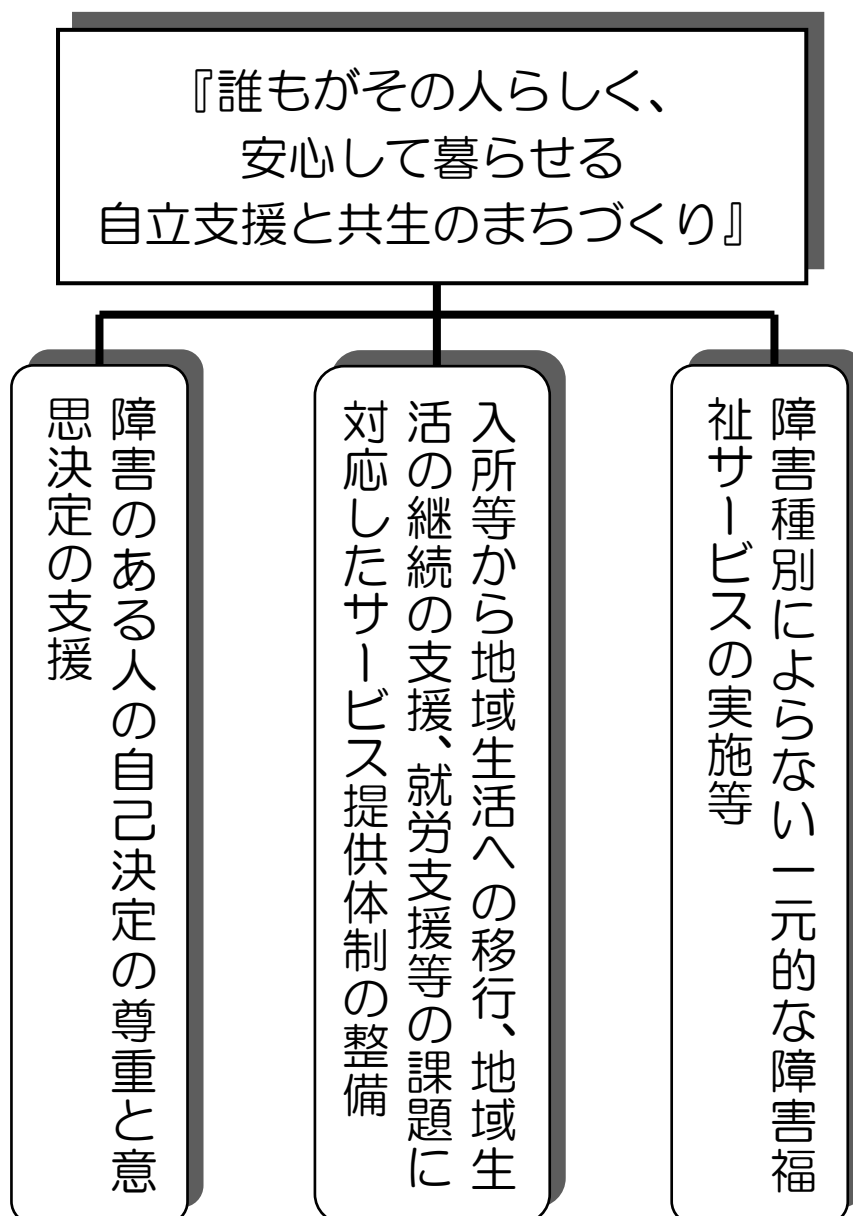 『誰もがその人らしく、
安心して暮らせる
自立支援と共生のまちづくり』
障害のある人の自己決定の尊重と意
思決定の支援
入所等から地域生活への移行、地域生
活の継続の支援、就労支援等の課題に
対応したサービス提供体制の整備
障害種別によらない一元的な障害福
祉サービスの実施等